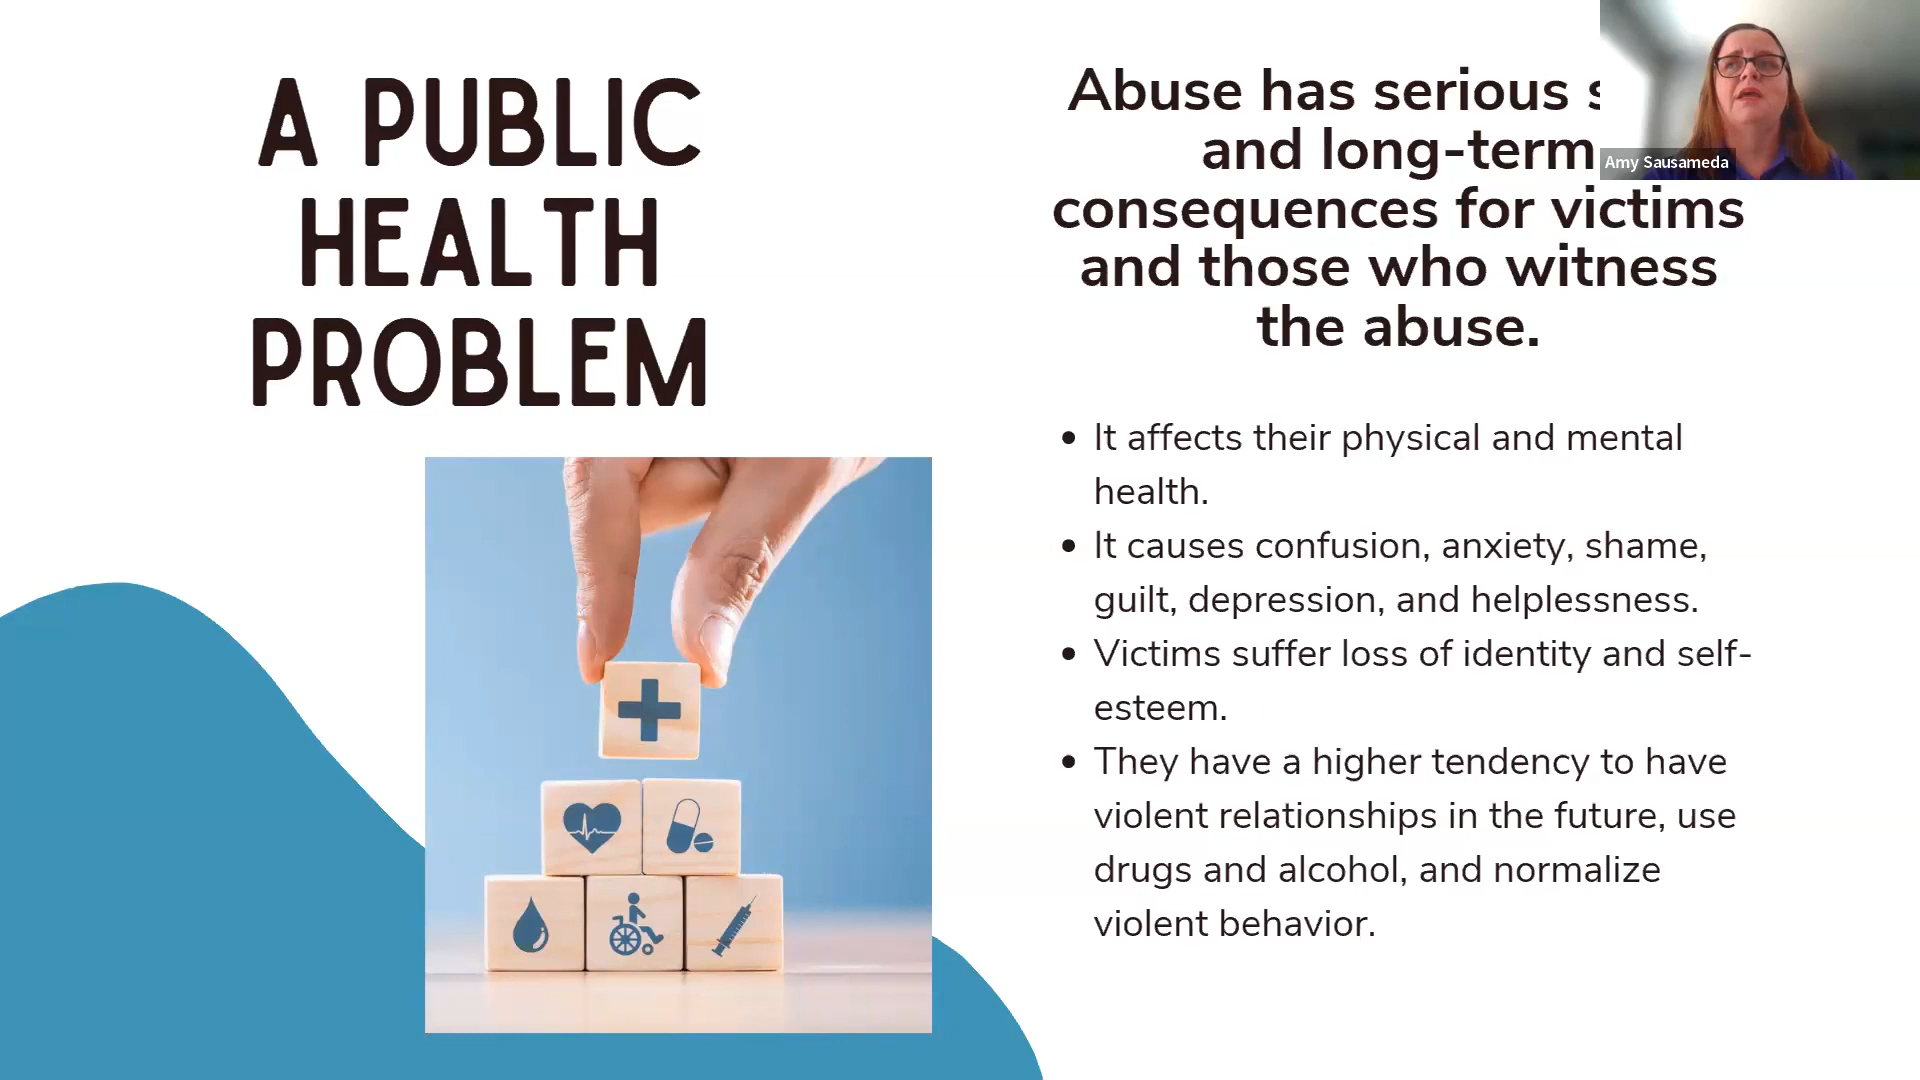 A PUBLIC
HEALTH
PROBLEM
Abuse has serious
and long-term
consequences for victims
and those who witness
the abuse.
Amy Sausameda
• It affects their physical and mental
health.
• It causes confusion, anxiety, shame,
guilt, depression, and helplessness.
• Victims suffer loss of identity and self-
esteem.
• They have a higher tendency to have
violent relationships in the future, use
drugs and alcohol, and normalize
violent behavior.